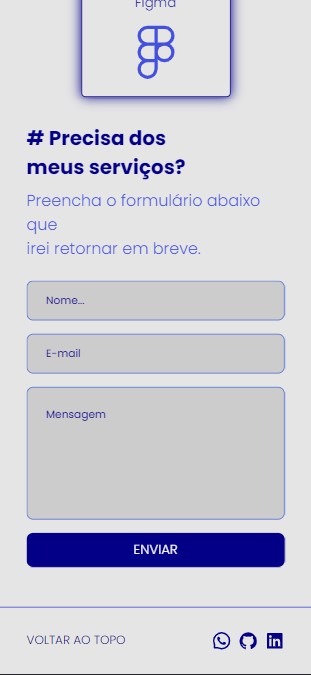 Figma
# Precisa dos
meus serviços?
Preencha o formulário abaixo
que
irei retornar em breve.
Nome...
E-mail
Mensagem
ENVIAR
VOLTAR AO TOPO